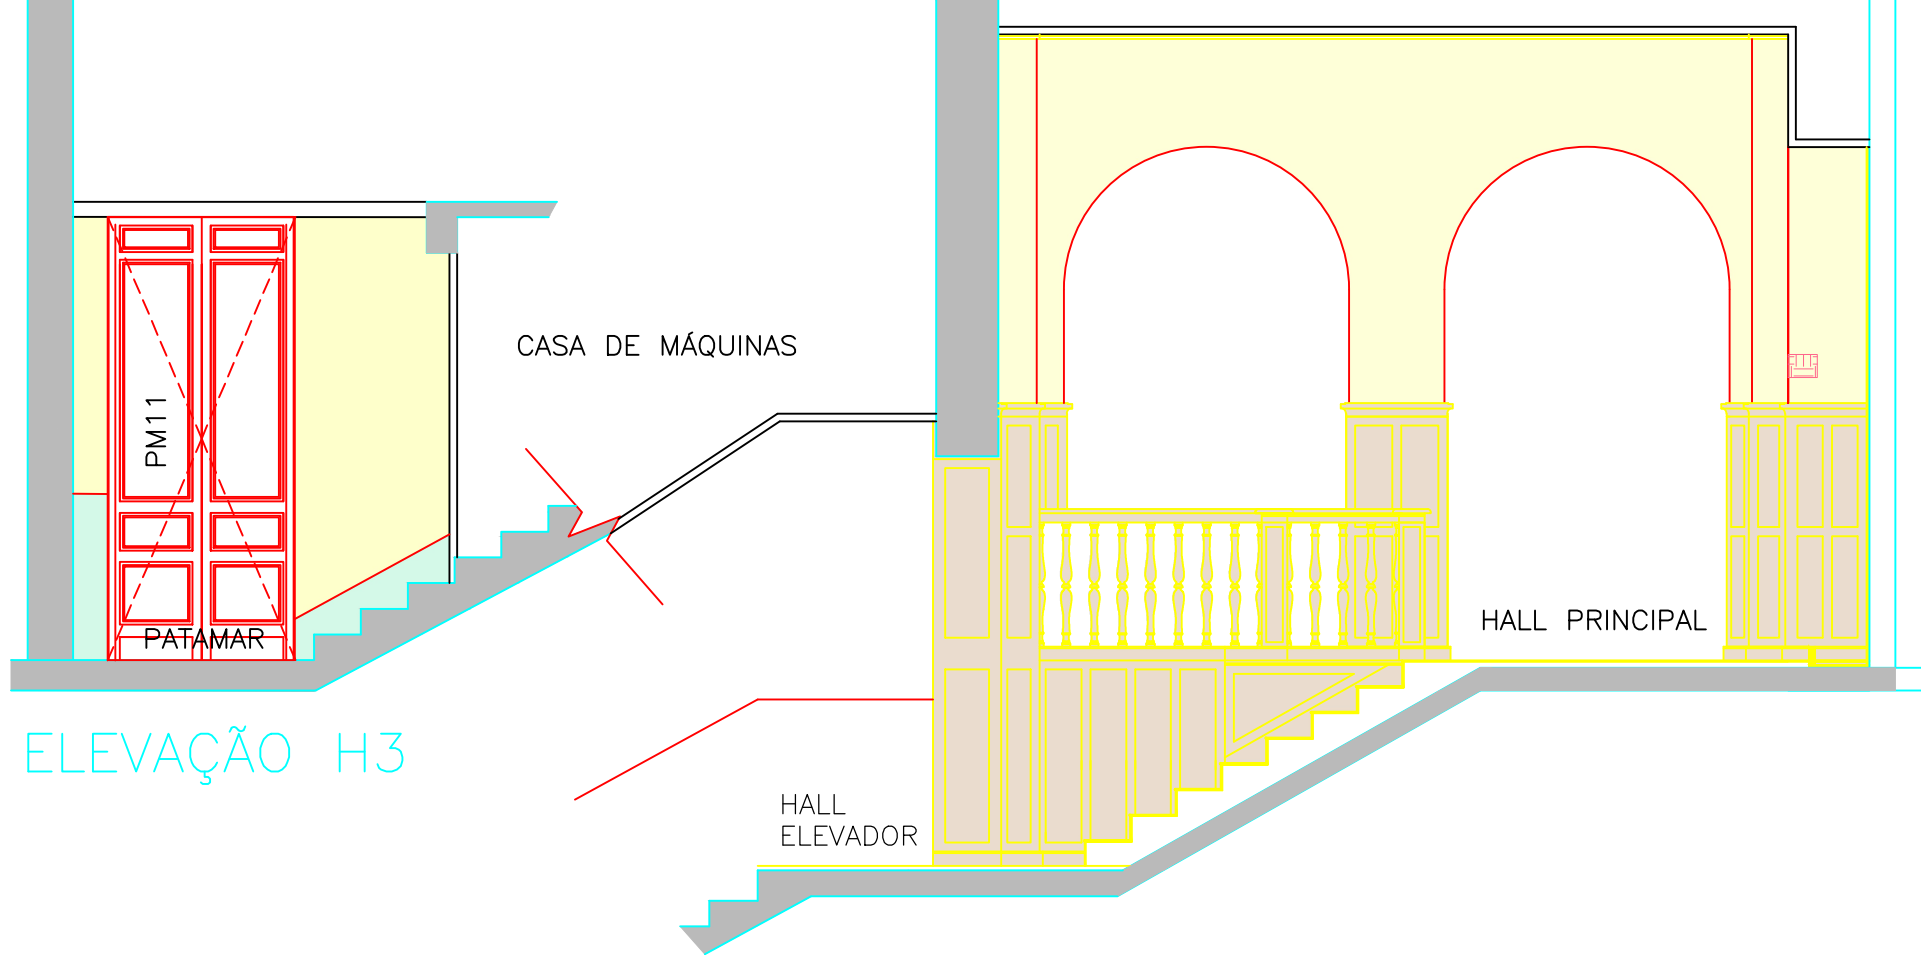 CASA DE MÁQUINAS
PM11
HALL PRINCIPAL
PATAMAR
ELEVAÇÃO H3
HALL
ELEVADOR